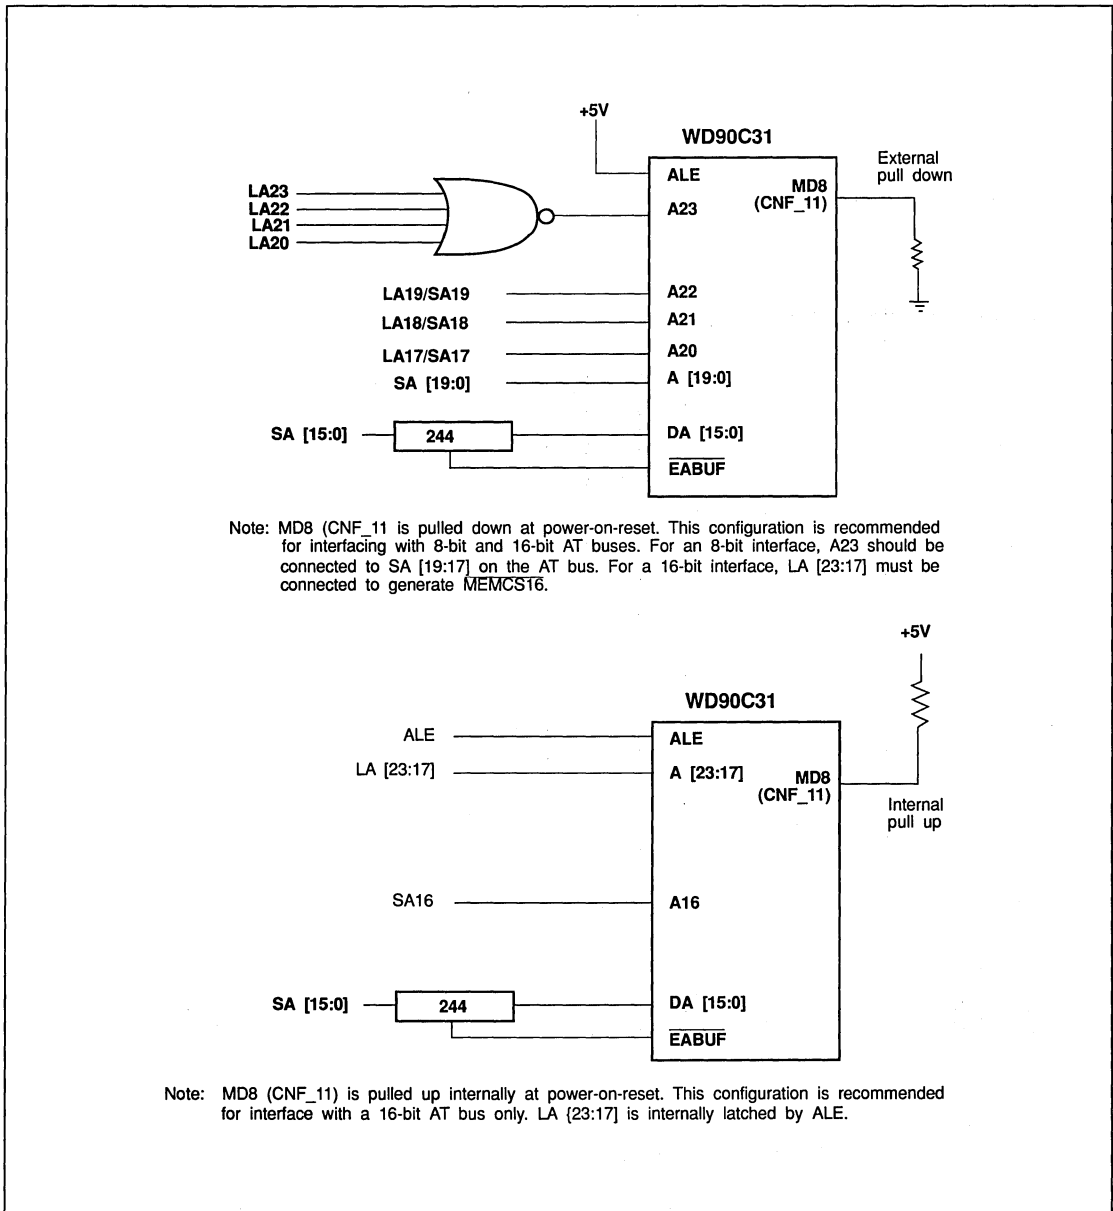 +5V
WD90C31
External
pull down
ALE
MD8
(CNF_11)
LA23
LA22
LA21
LA20
A23
LA19/SA19
A22
LA18/SA18
A21
LA17/SA17
A20
SA [19:0]
A [19:0]
SA [15:0]
244
DA [15:0]
EABUF
Note: MD8 (CNF_11 is pulled down at power-on-reset. This configuration is recommended
for interfacing with 8-bit and 16-bit AT buses. For an 8-bit interface, A23 should be
connected to SA [19:17] on the AT bus. For a 16-bit interface, LA [23:17] must be
connected to generate MEMCS16.
+5V
WD90C31
ALE
ALE
LA [23:17]
A [23:17]
MD8
(CNF_11)
Internal
pull up
SA16
A16
SA [15:0]
244
DA [15:0]
EABUF
Note: MD8 (CNF_11) is pulled up internally at power-on-reset. This configuration is recommended
for interface with a 16-bit AT bus only. LA {23:17] is internally latched by ALE.